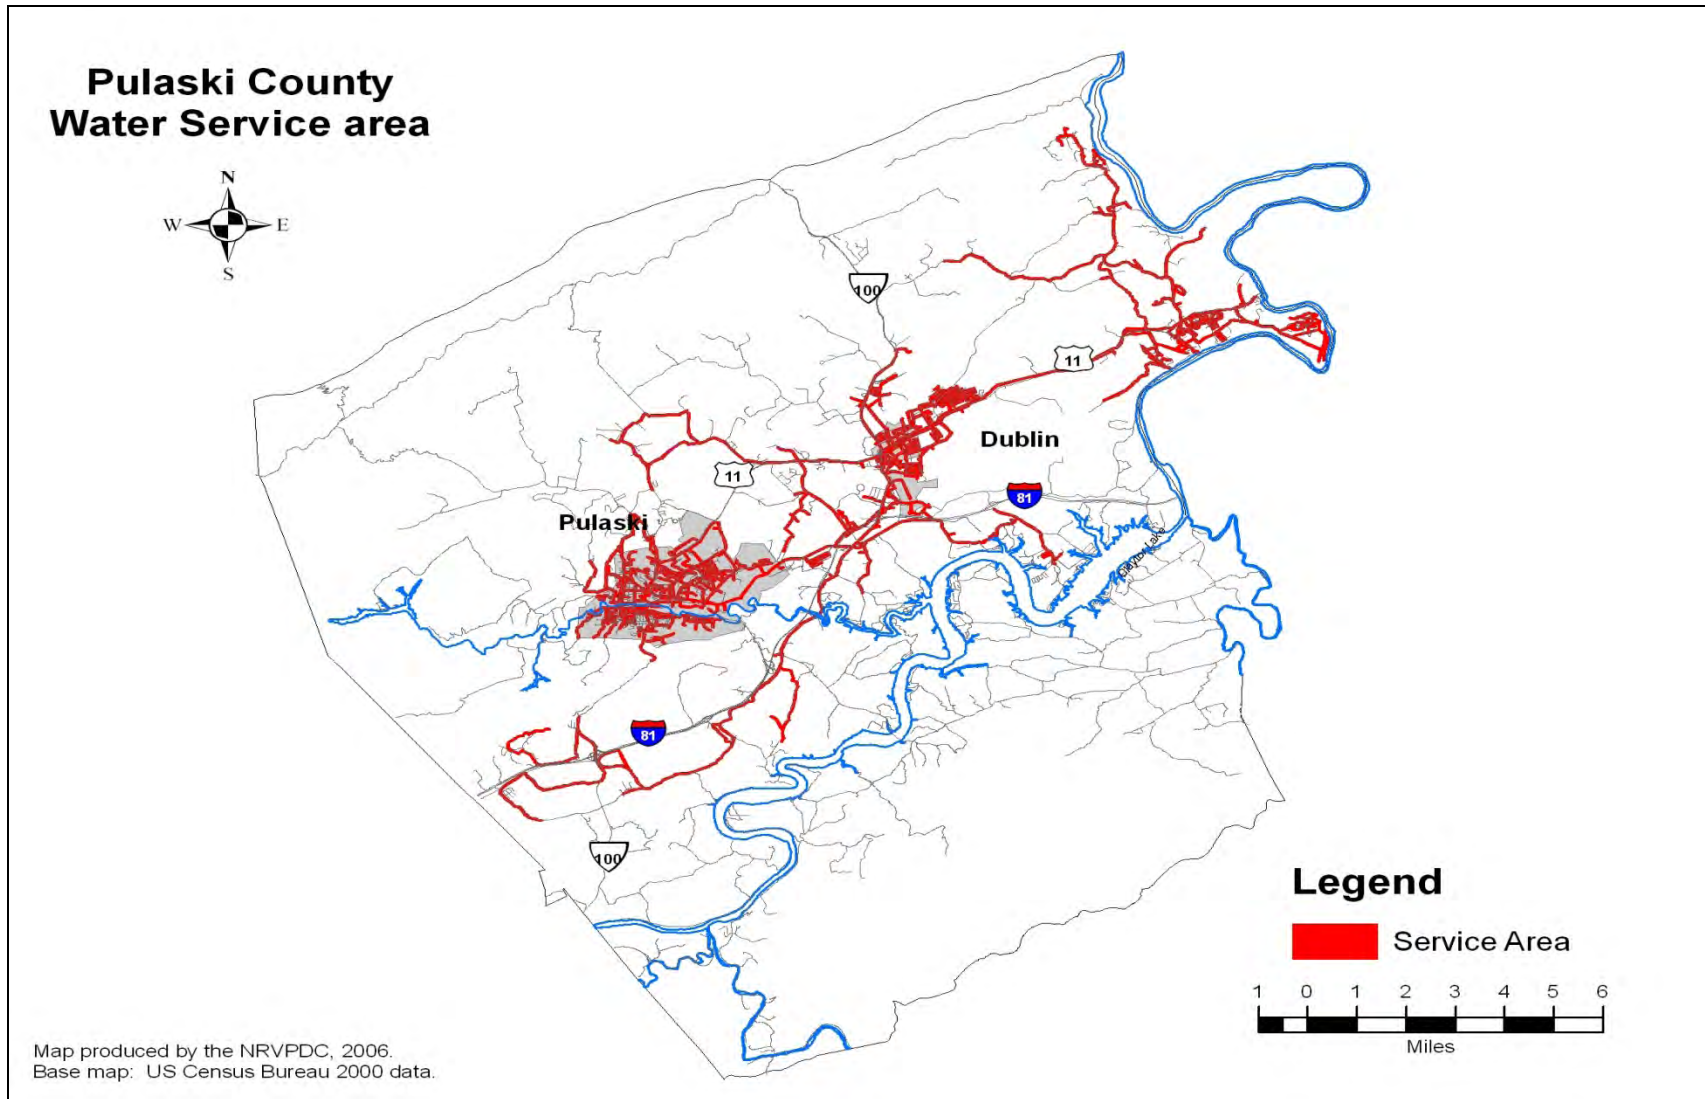 Pulaski County
Water Service area
N
W
E
S
100
11
Dublin
11
81
Pulaski
Claytor Lake
81
100
Legend
Service Area
1 0 1 2 3 4 5 6
Miles
Map produced by the NRVPDC, 2006.
Base map: US Census Bureau 2000 data.